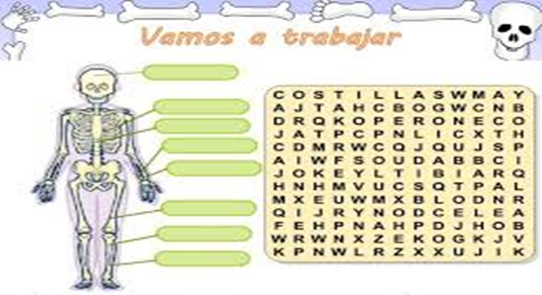 Vamos a trabajar
C O S T I L L A S W M A Y
A J T A H C B O G W C N B
D R Q K O P E R O N E C O
J A T P C P N L I C X T H
C D M R W C Q J Q U J S P
A I W F S O U D A B B C I
J O K E Y L T I B I A R Q
H N H M V U C S Q T P A L
M X E U W M X B L O D N R
Q I J R Y N O D C E L E A
F E H P N A H P D J H O B
W R W N X Z E K O G K J V
K P N W L R Z X X U J I K